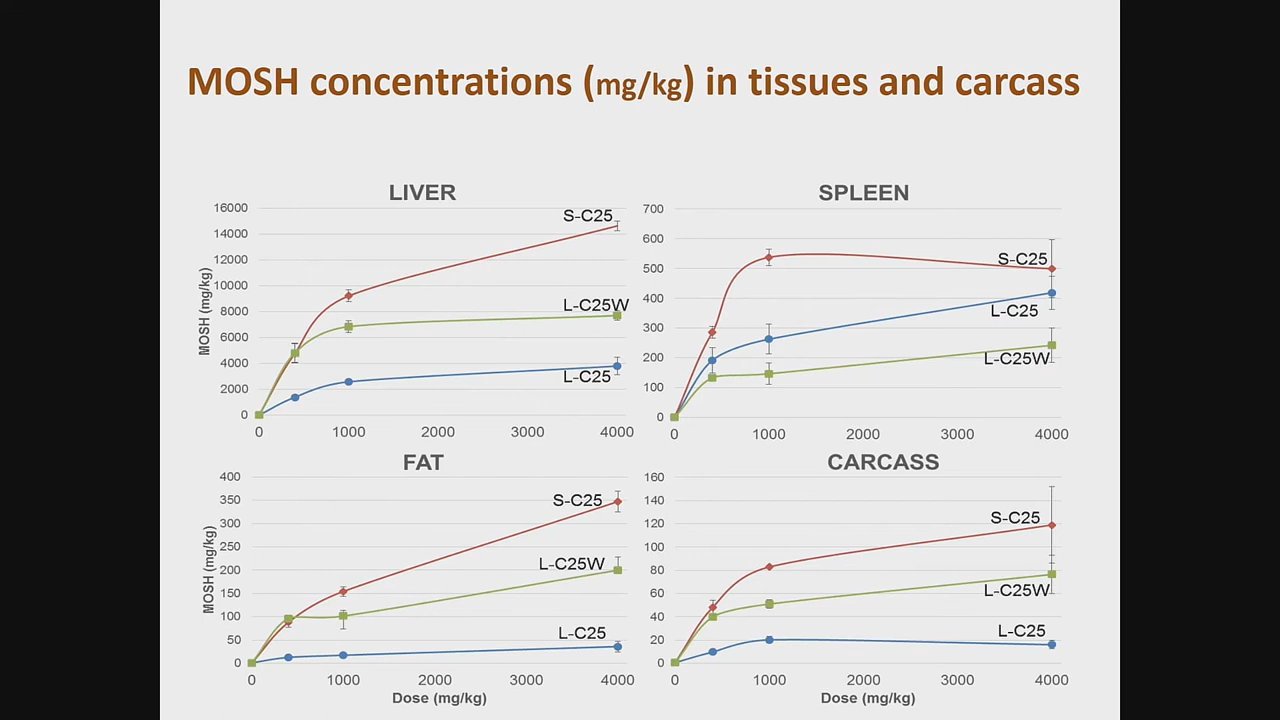 MOSH concentrations (mg/kg) in tissues and carcass
LIVER
MOSH (mg/kg)
16000
14000
12000
10000
8000
6000
4000
2000
0
S-C25
L-C25W
L-C25
0 1000 2000 3000 4000
SPLEEN
700
600
500
400
300
200
100
0
S-C25
L-C25
L-C25W
0 1000 2000 3000 4000
FAT
MOSH (mg/kg)
400
350
300
250
200
150
100
50
0
S-C25
L-C25W
L-C25
0 1000 2000 3000 4000
Dose (mg/kg)
CARCASS
160
140
120
100
80
60
40
20
0
S-C25
L-C25W
L-C25
0 1000 2000 3000 4000
Dose (mg/kg)